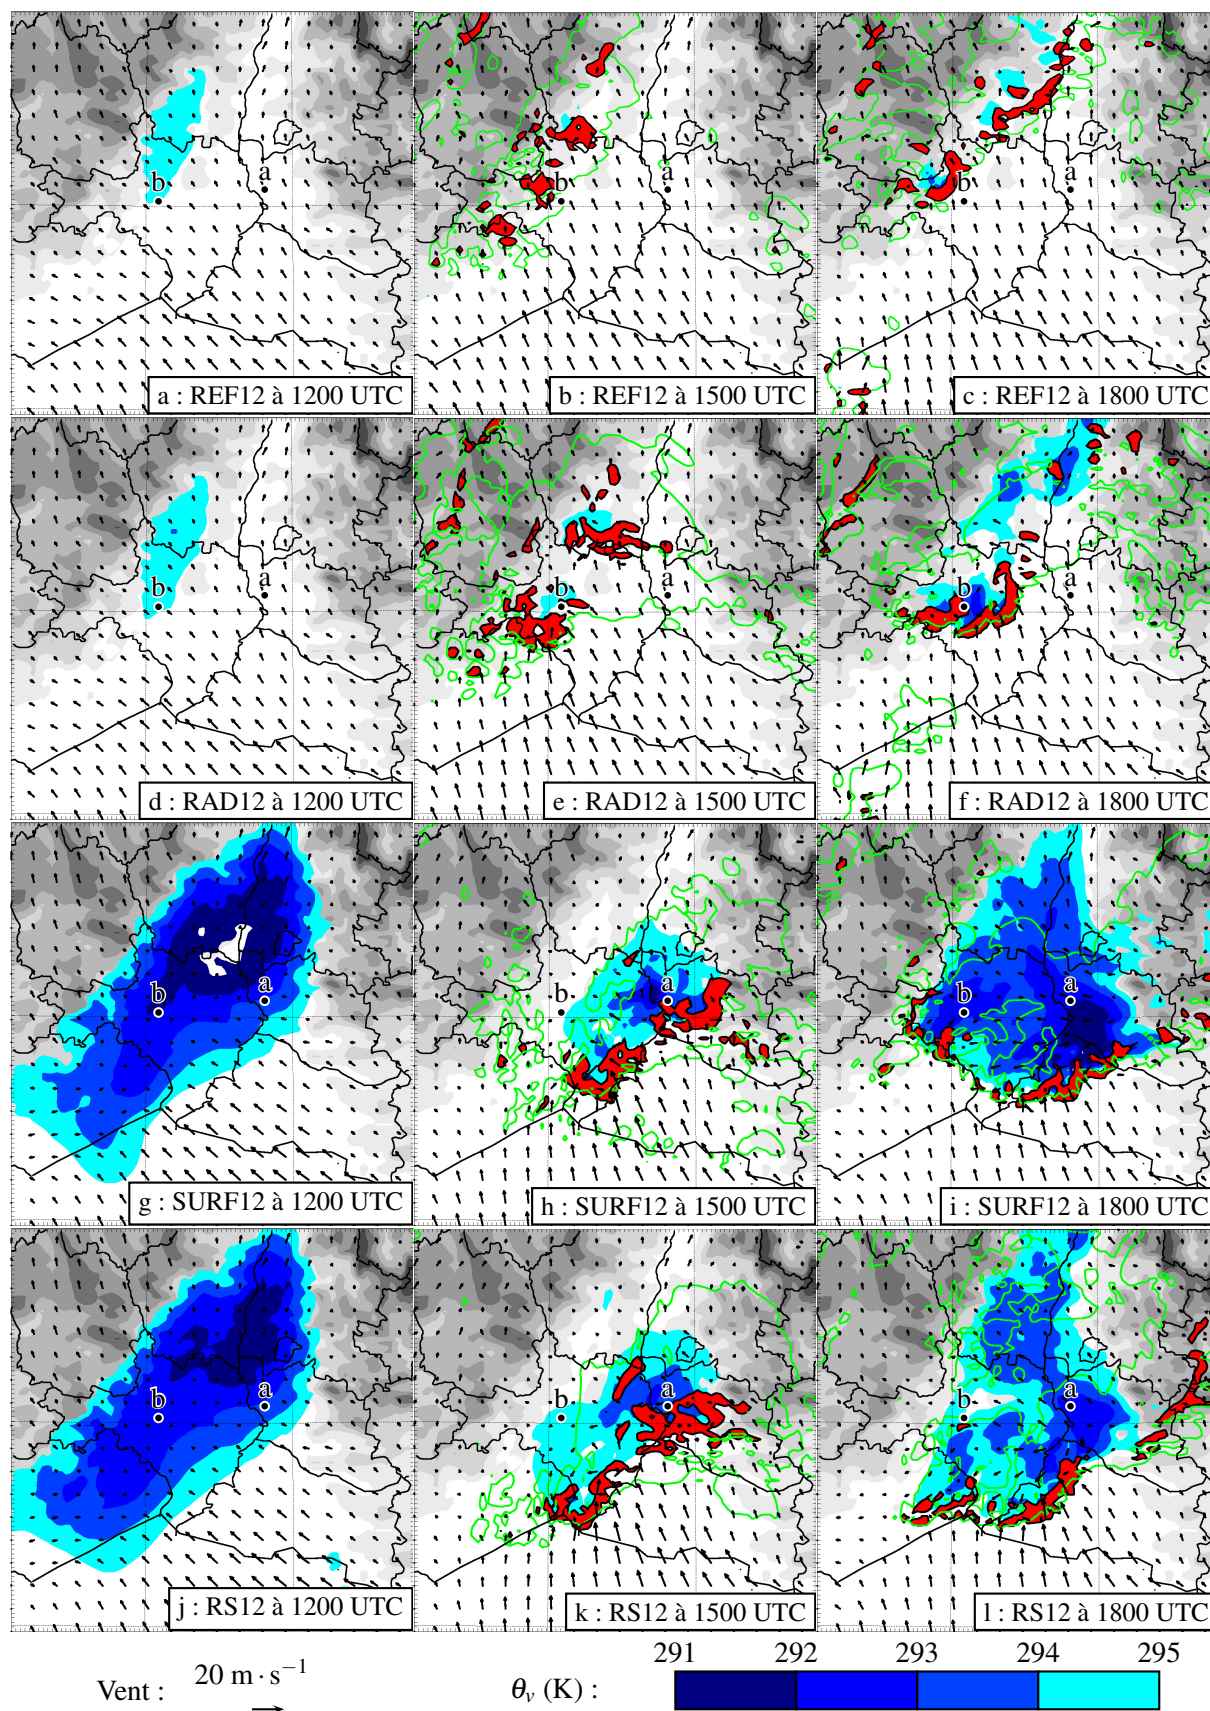 a
b
a : REF12 à 1200 UTC
a
b
b : REF12 à 1500 UTC
a
b
c : REF12 à 1800 UTC
a
b
d : RAD12 à 1200 UTC
a
b
e : RAD12 à 1500 UTC
a
b
f : RAD12 à 1800 UTC
a
b
g : SURF12 à 1200 UTC
b
a
h : SURF12 à 1500 UTC
a
b
i : SURF12 à 1800 UTC
a
b
j : RS12 à 1200 UTC
a
b
k : RS12 à 1500 UTC
a
b
l : RS12 à 1800 UTC
291 292 293 294 295
Vent : 20 m·s⁻¹ θᵥ (K) :